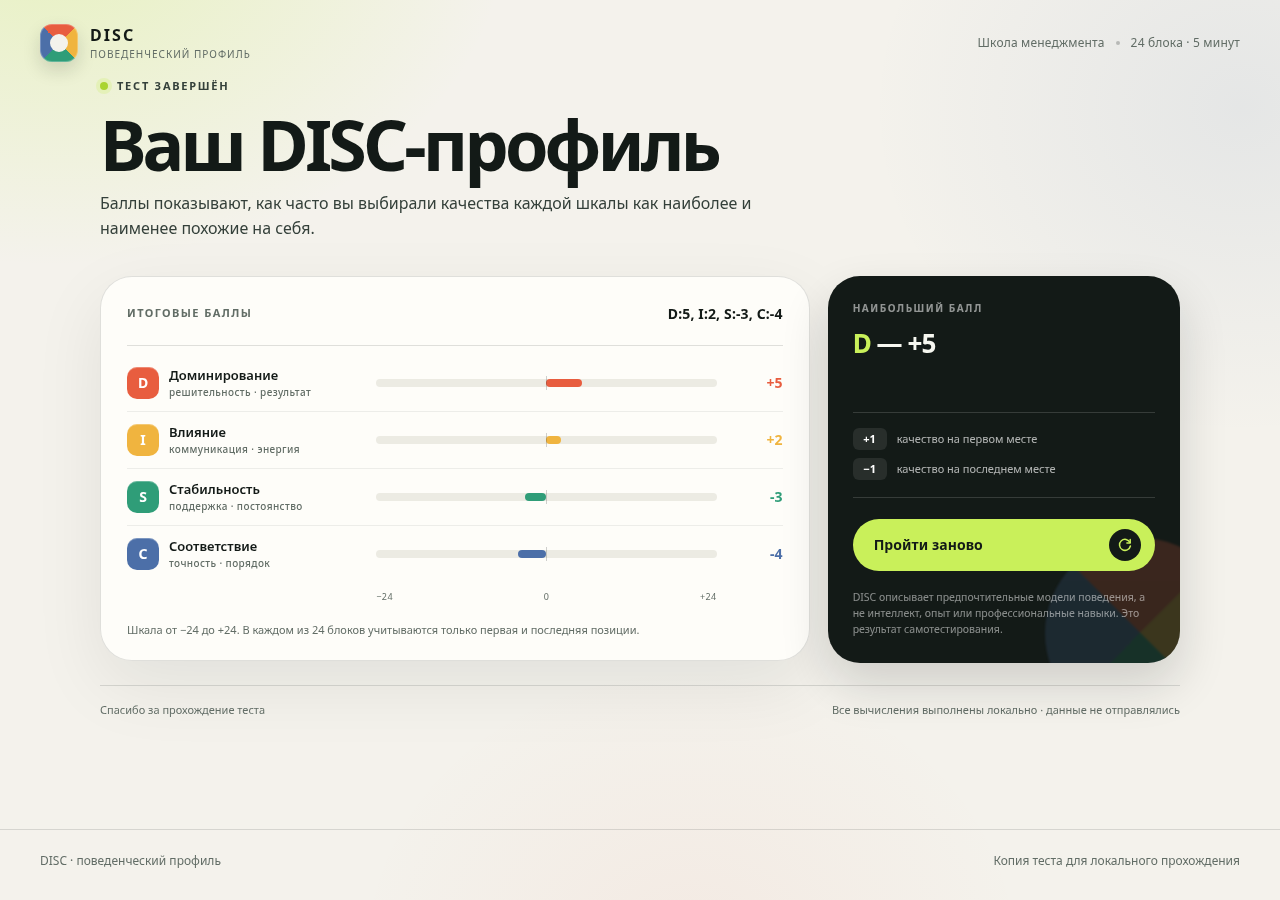 DISC
ПОВЕДЕНЧЕСКИЙ ПРОФИЛЬ
Школа менеджмента • 24 блока · 5 минут
ТЕСТ ЗАВЕРШЁН
Ваш DISC-профиль
Баллы показывают, как часто вы выбирали качества каждой шкалы как наиболее и
наименее похожие на себя.
ИТОГОВЫЕ БАЛЛЫ
D:5, I:2, S:-3, C:-4
D
Доминирование
решительность · результат
+5
I
Влияние
коммуникация · энергия
+2
S
Стабильность
поддержка · постоянство
-3
C
Соответствие
точность · порядок
-4
−24 0 +24
Шкала от −24 до +24. В каждом из 24 блоков учитываются только первая и последняя позиции.
НАИБОЛЬШИЙ БАЛЛ
D — +5
+1 качество на первом месте
−1 качество на последнем месте
Пройти заново
DISC описывает предпочтительные модели поведения, а
не интеллект, опыт или профессиональные навыки. Это
результат самотестирования.
Спасибо за прохождение теста
Все вычисления выполнены локально · данные не отправлялись
DISC · поведенческий профиль
Копия теста для локального прохождения